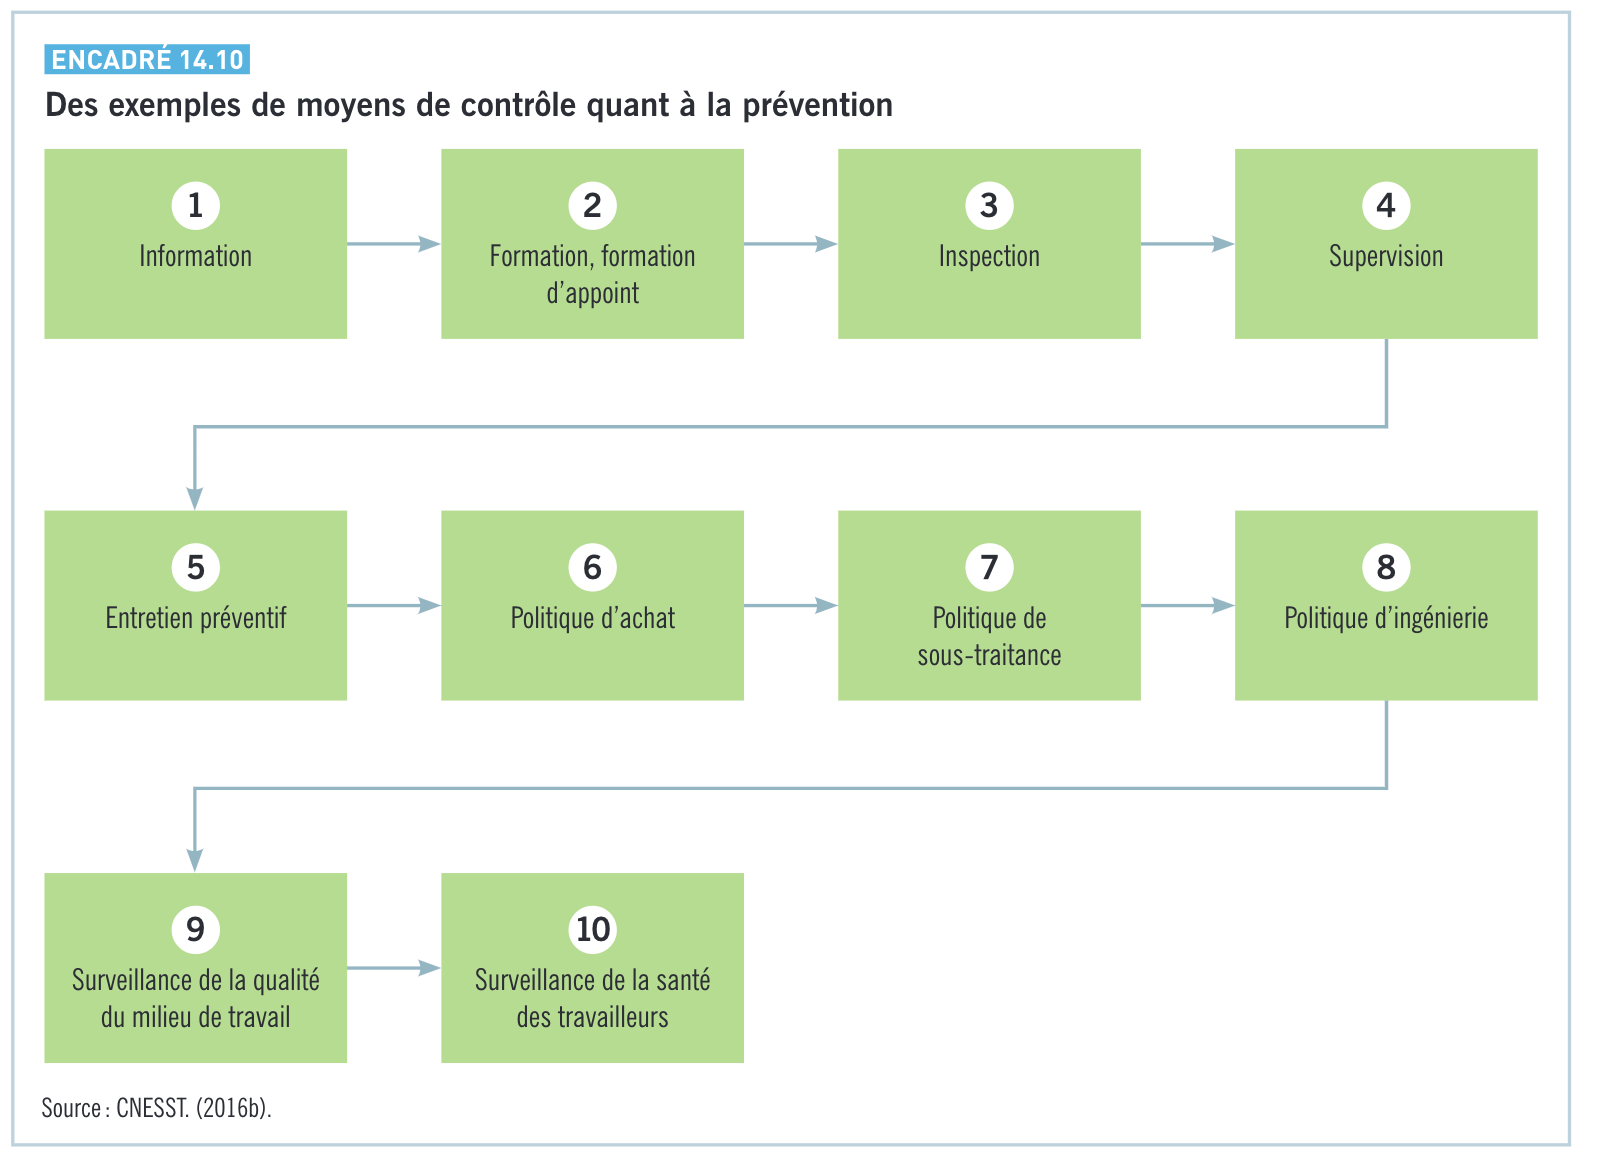 ENCADRÉ 14.10
Des exemples de moyens de contrôle quant à la prévention
1
Information
2
Formation, formation
d’appoint
3
Inspection
4
Supervision
5
Entretien préventif
6
Politique d’achat
7
Politique de
sous-traitance
8
Politique d’ingénierie
9
Surveillance de la qualité
du milieu de travail
10
Surveillance de la santé
des travailleurs
Source : CNESST. (2016b).